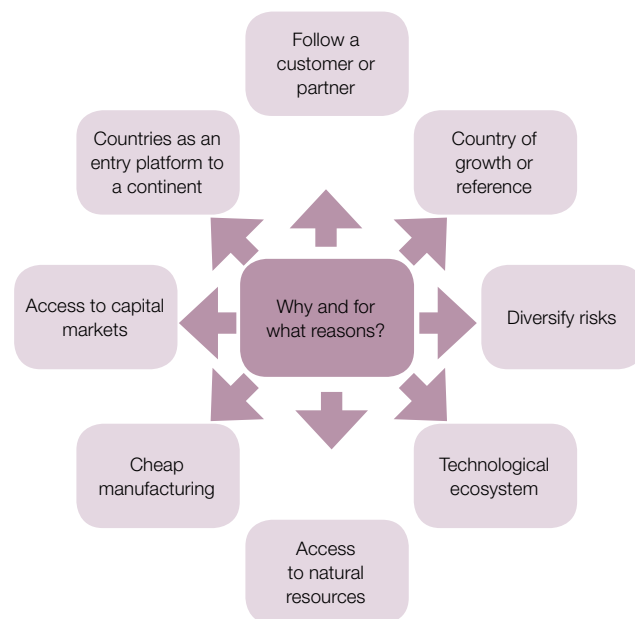 Follow a
customer or
partner
Countries as an
entry platform to
a continent
Country of
growth or
reference
Access to capital
markets
Why and for
what reasons?
Diversify risks
Cheap
manufacturing
Technological
ecosystem
Access
to natural
resources